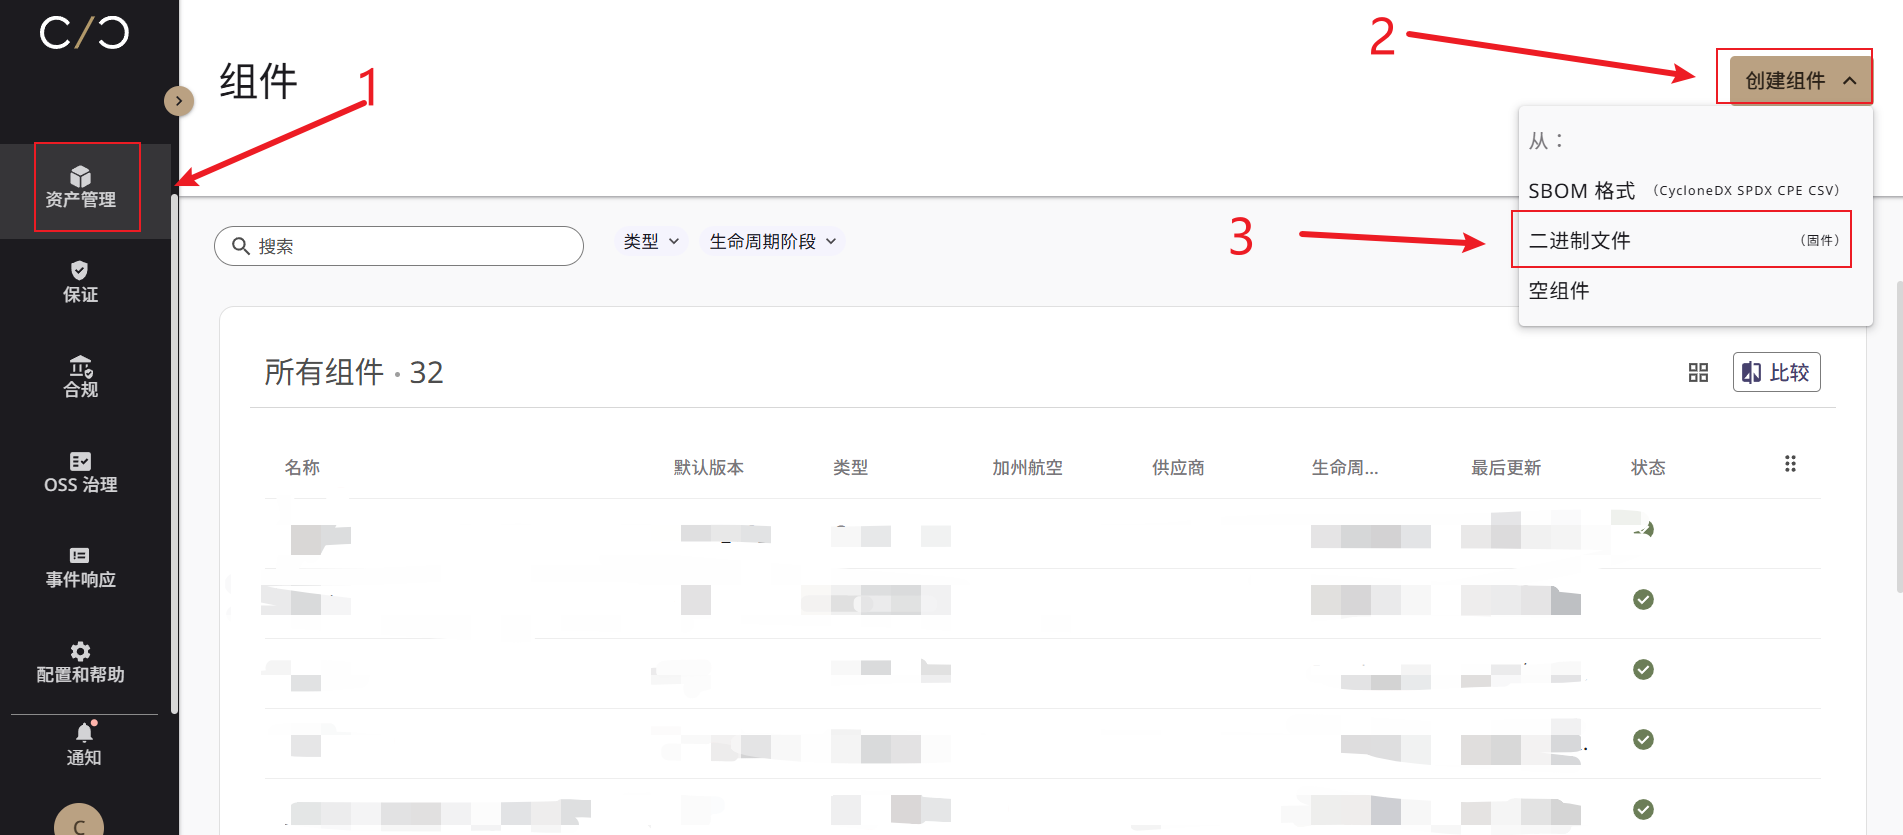 C/C
组件
1
2
创建组件
从：
SBOM 格式 （CycloneDX SPDX CPE CSV）
3
二进制文件 （固件）
空组件
资产管理
保证
合规
OSS 治理
事件响应
配置和帮助
通知
C
搜索
类型
生命周期阶段
所有组件 · 32
比较
名称 默认版本 类型 加州航空 供应商 生命周... 最后更新 状态